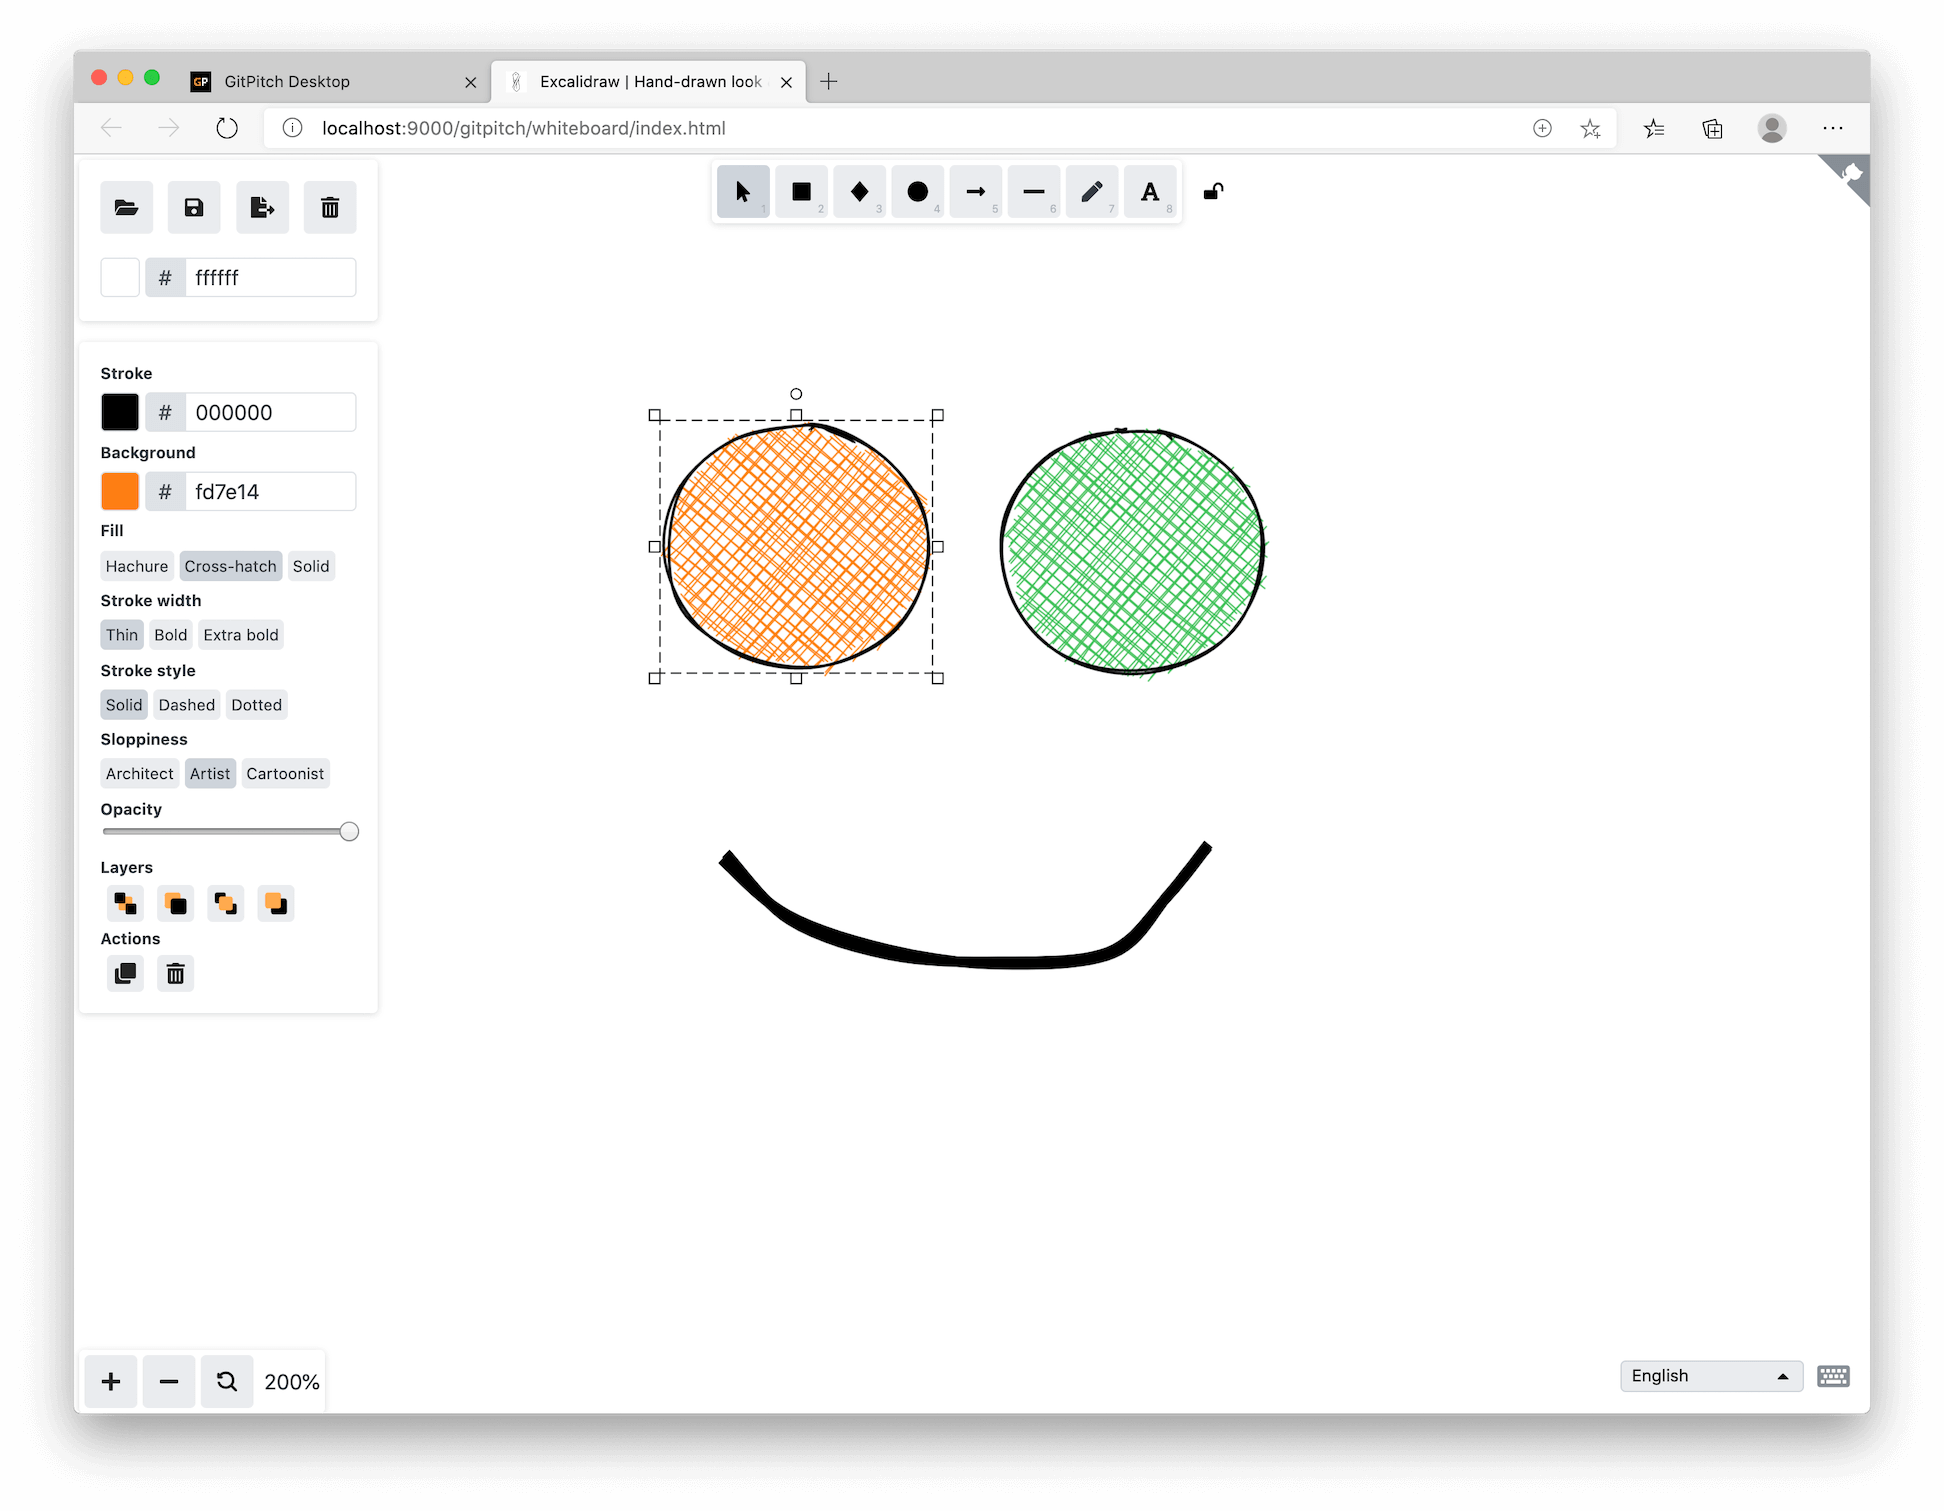 GP GitPitch Desktop
Excalidraw | Hand-drawn look
localhost:9000/gitpitch/whiteboard/index.html
1 2 3 4 5 6 7 A 8
# ffffff
Stroke
# 000000
Background
# fd7e14
Fill
Hachure Cross-hatch Solid
Stroke width
Thin Bold Extra bold
Stroke style
Solid Dashed Dotted
Sloppiness
Architect Artist Cartoonist
Opacity
Layers
Actions
200%
English